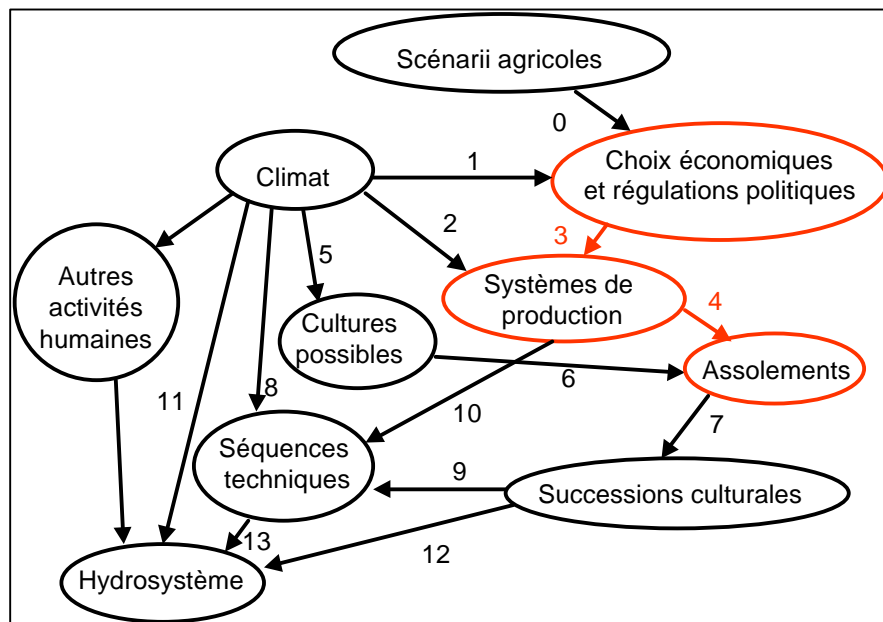 Scénarii agricoles
0
Choix économiques
et régulations politiques
1
Climat
2
3
5
Autres
activités
humaines
Systèmes de
production
4
Cultures
possibles
Assolements
6
8
11
10
7
Séquences
techniques
9
Successions culturales
13
12
Hydrosystème